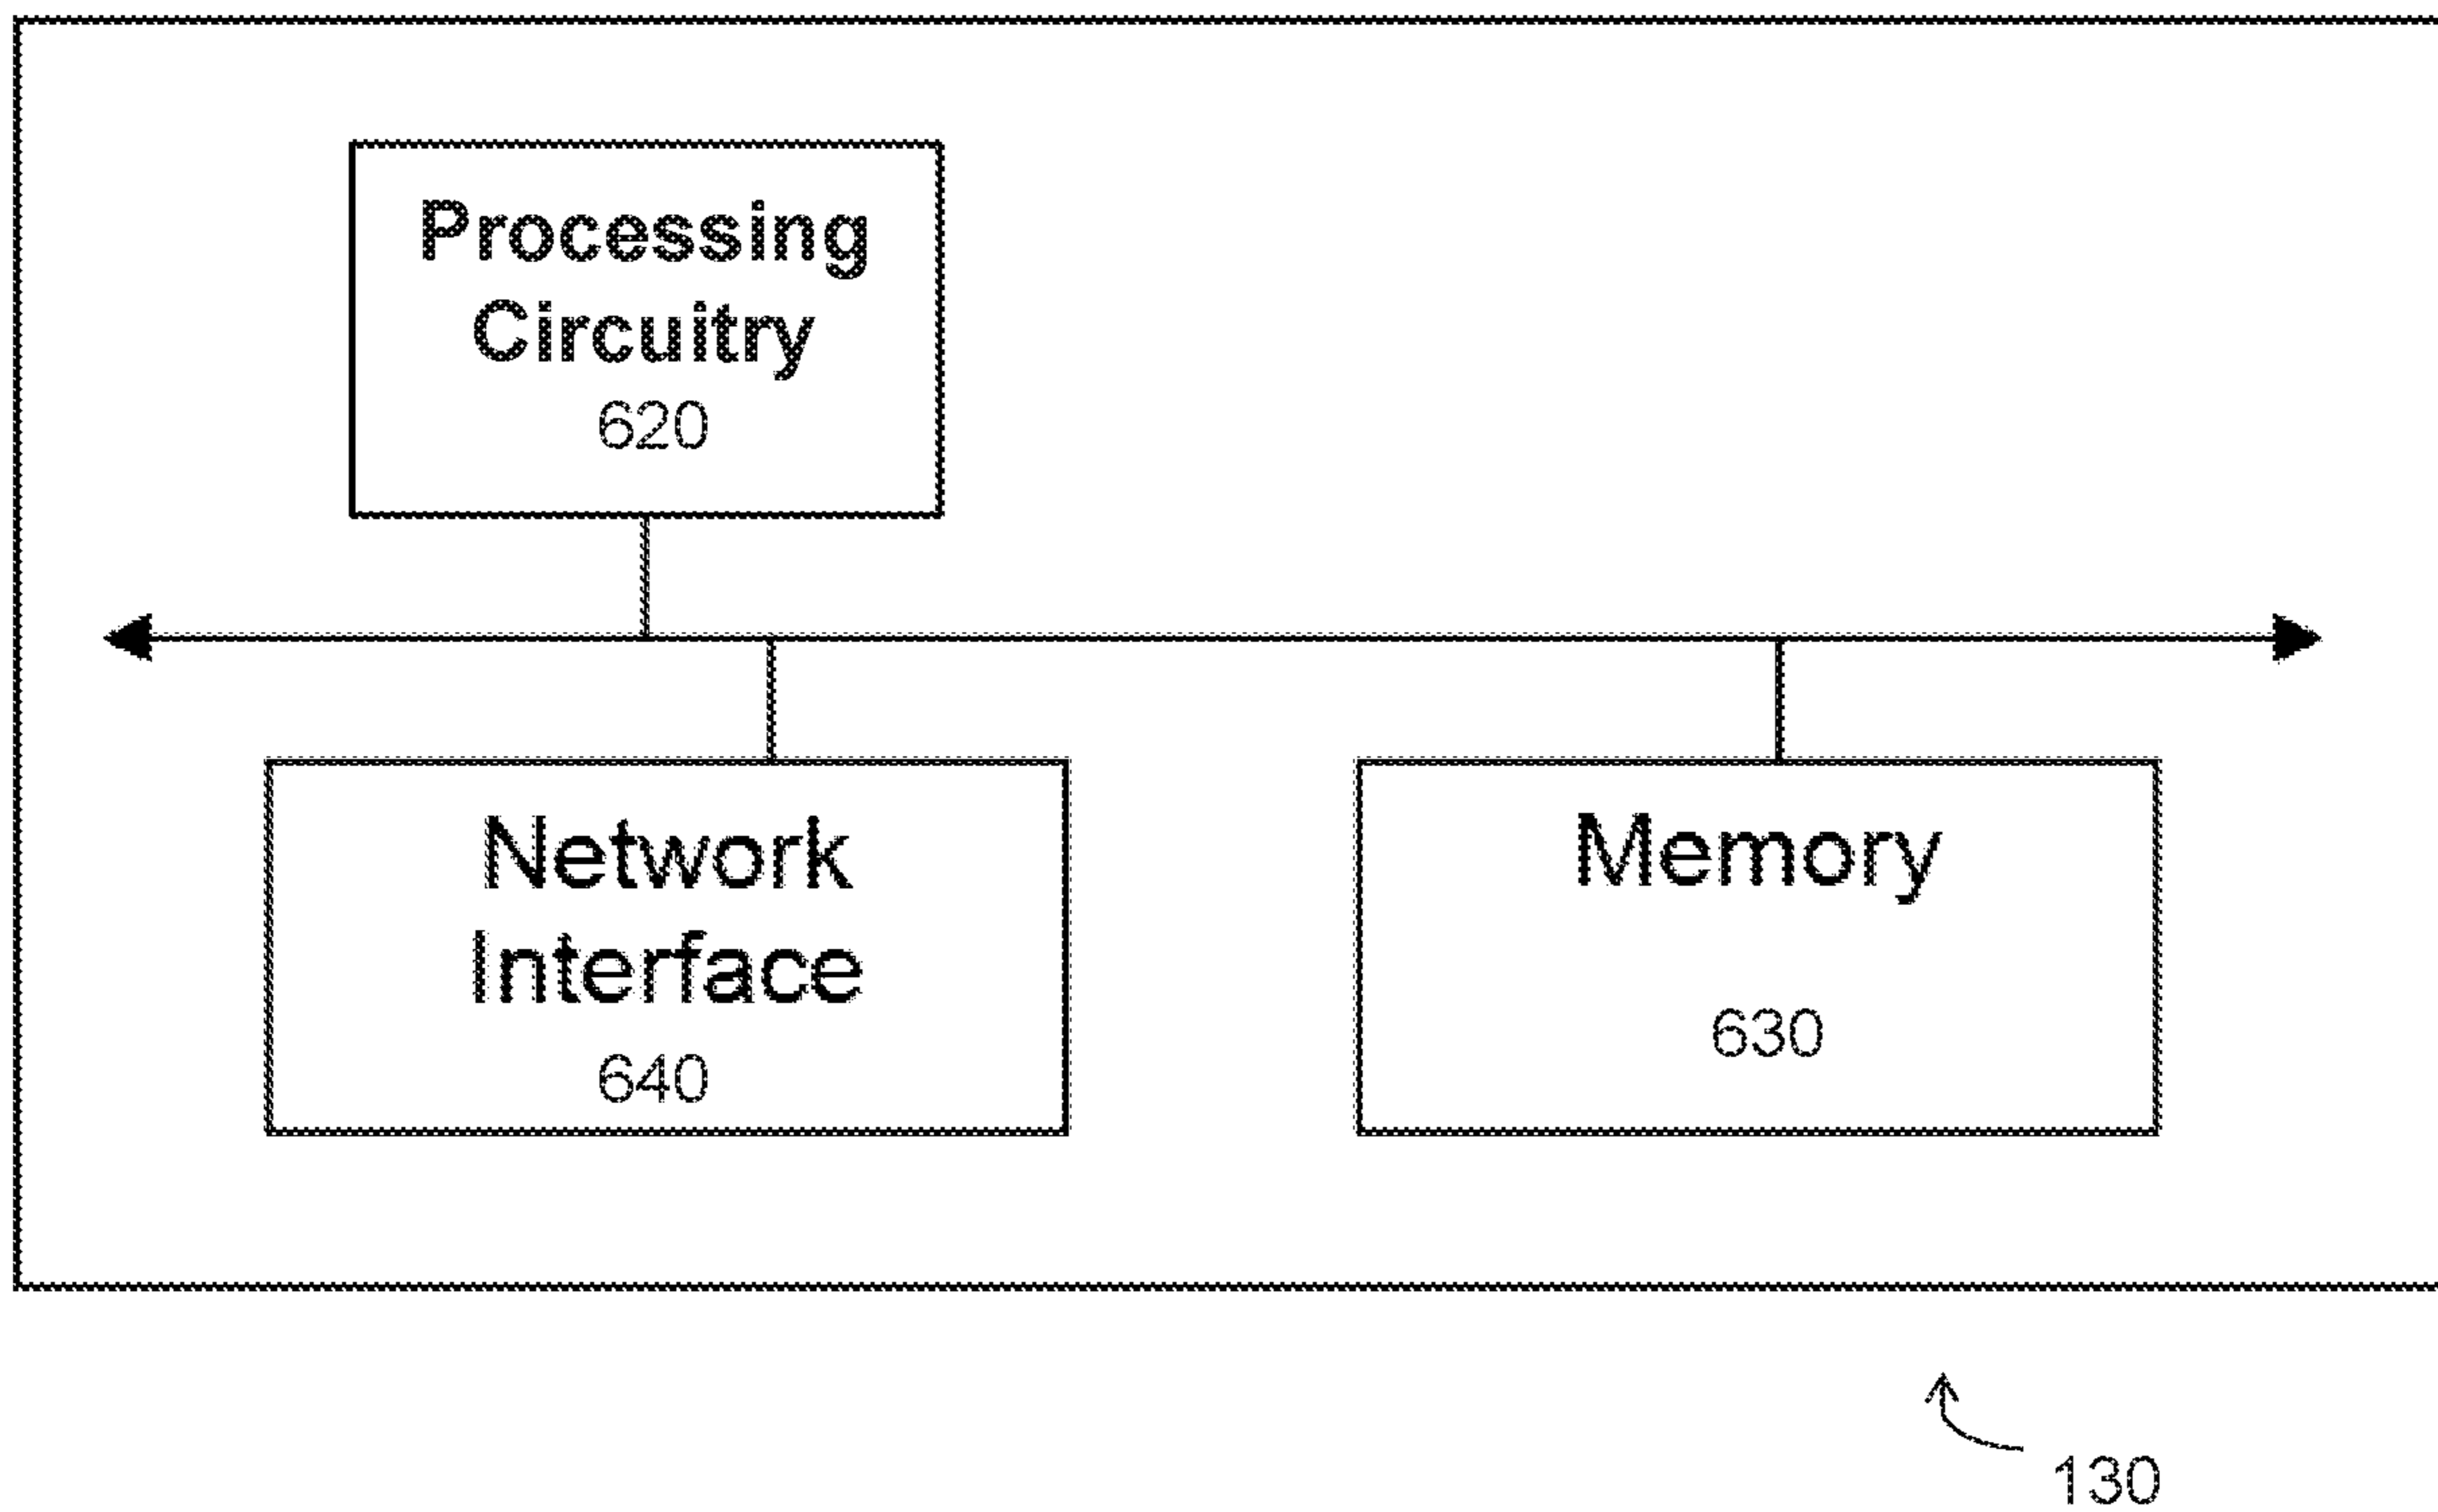 Processing
Circuitry
620
Network
Interface
640
Memory
630
130